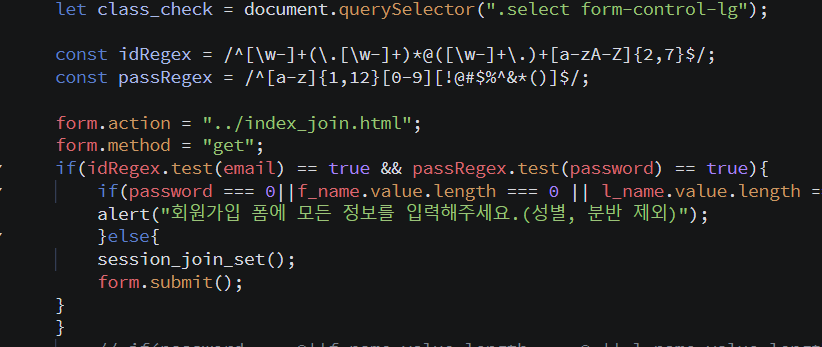 let class_check = document.querySelector(".select form-control-lg");
const idRegex = /^[\w-]+(\.[\w-]+)*@([\w-]+\.)+[a-zA-Z]{2,7}$/;
const passRegex = /^[a-z]{1,12}[0-9][!@#$%^&*()]$/;
form.action = "../index_join.html";
form.method = "get";
if(idRegex.test(email) == true && passRegex.test(password) == true){
if(password === 0||f_name.value.length === 0 || l_name.value.length =
alert("회원가입 폼에 모든 정보를 입력해주세요.(성별, 분반 제외)");
}else{
session_join_set();
form.submit();
}
}